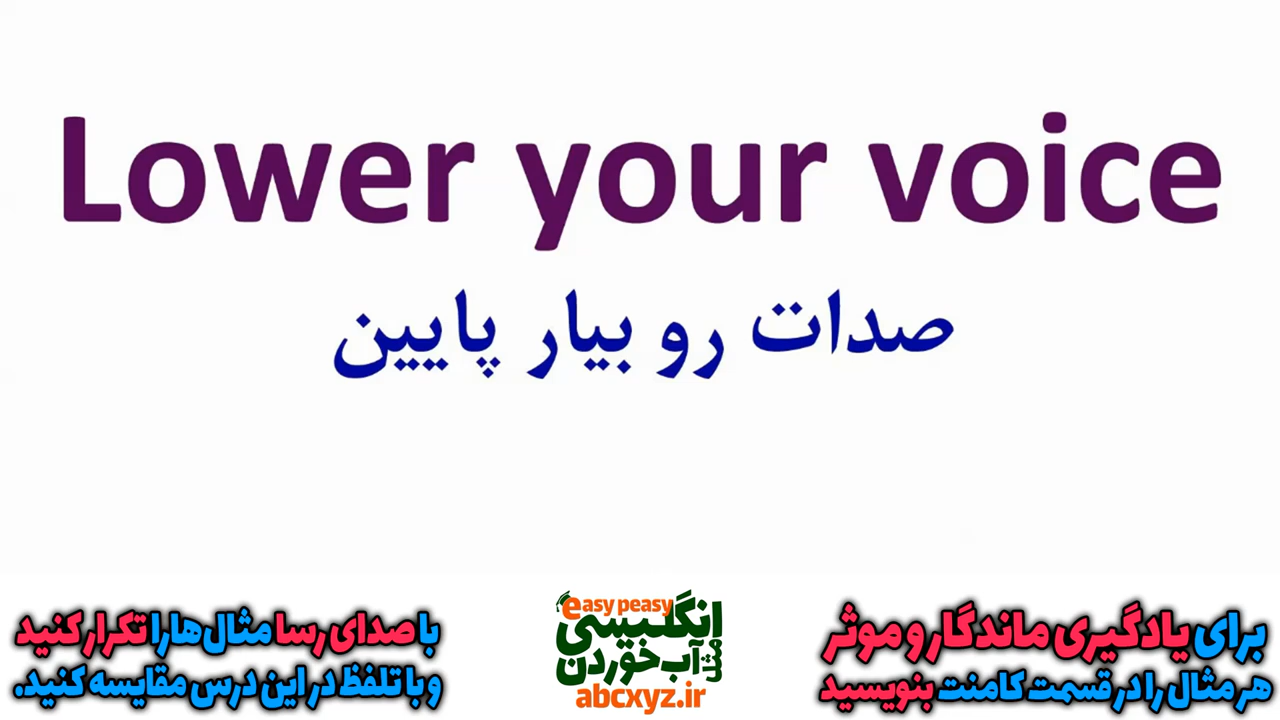 Lower your voice
صدات رو بیار پایین
برای یادگیری ماندگار و موثر
هر مثال را در قسمت کامنت بنویسید
easy peasy
انگلیسی
مثل آب خوردن
abcxyz.ir
با صدای رسا مثال‌ها را تکرار کنید
و با تلفظ در این درس مقایسه کنید.